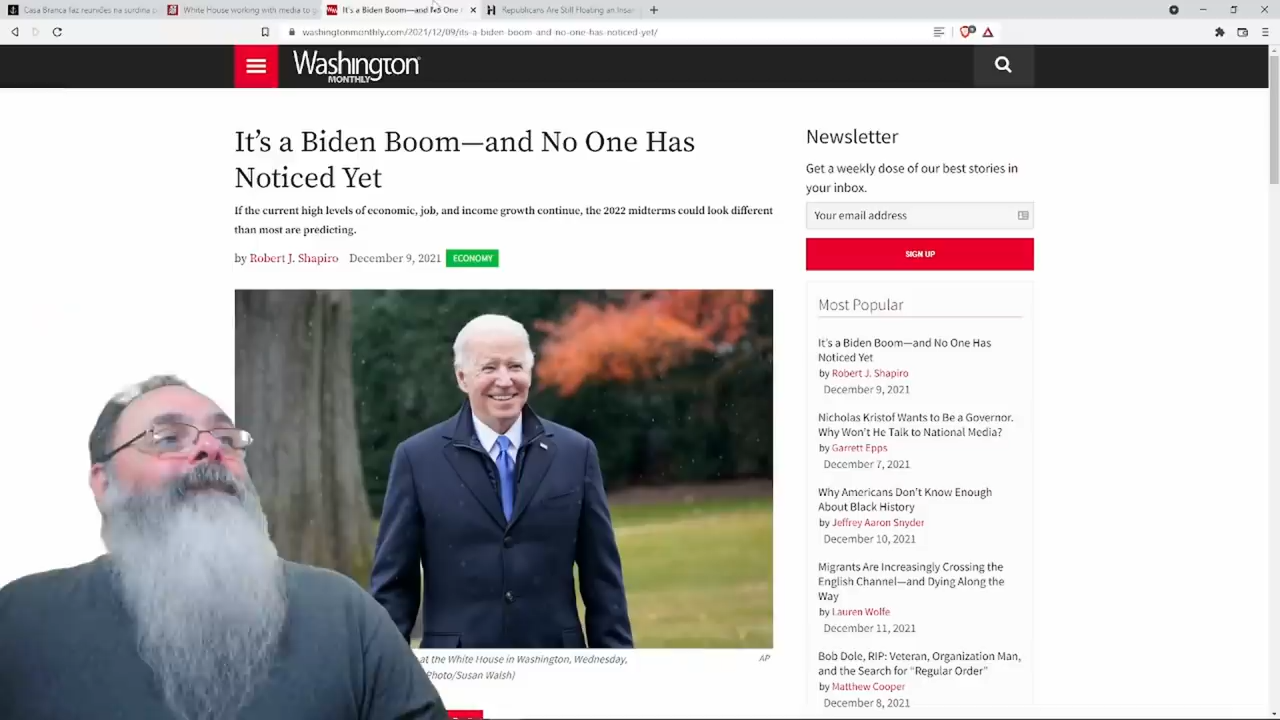 Casa Branca faz reuniões na surdina
White House working with media to
It's a Biden Boom—and No One
Republicans Are Still Floating an Insan
washingtonmonthly.com/2021/12/09/its-a-biden-boom-and-no-one-has-noticed-yet/
Washington
MONTHLY
It's a Biden Boom—and No One Has
Noticed Yet
If the current high levels of economic, job, and income growth continue, the 2022 midterms could look different
than most are predicting.
by Robert J. Shapiro December 9, 2021 ECONOMY
at the White House in Washington, Wednesday,
Photo/Susan Walsh)
AP
Newsletter
Get a weekly dose of our best stories in
your inbox.
Your email address
SIGN UP
Most Popular
It's a Biden Boom—and No One Has
Noticed Yet
by Robert J. Shapiro
December 9, 2021
Nicholas Kristof Wants to Be a Governor.
Why Won't He Talk to National Media?
by Garrett Epps
December 7, 2021
Why Americans Don't Know Enough
About Black History
by Jeffrey Aaron Snyder
December 10, 2021
Migrants Are Increasingly Crossing the
English Channel—and Dying Along the
Way
by Lauren Wolfe
December 11, 2021
Bob Dole, RIP: Veteran, Organization Man,
and the Search for "Regular Order"
by Matthew Cooper
December 8, 2021